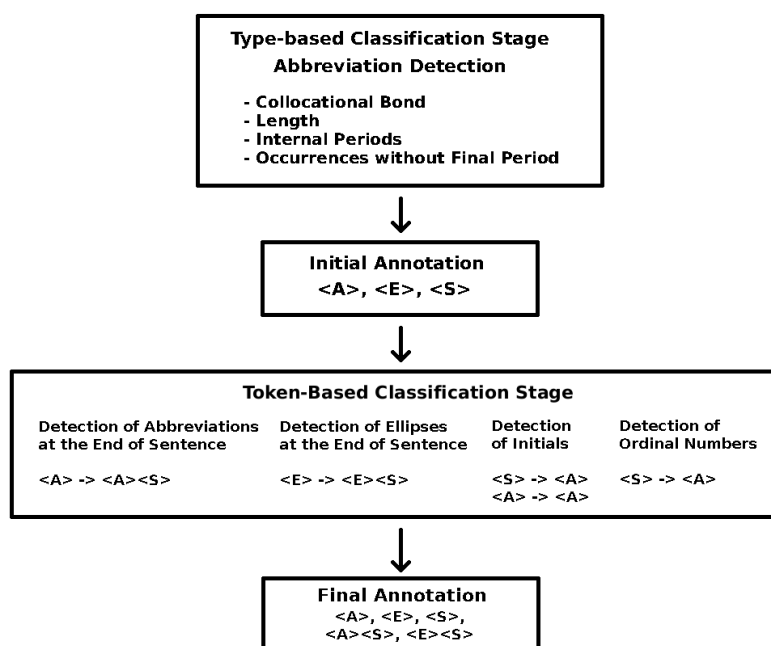 Type-based Classification Stage
Abbreviation Detection
- Collocational Bond
- Length
- Internal Periods
- Occurrences without Final Period
Initial Annotation
<A>, <E>, <S>
Token-Based Classification Stage
Detection of Abbreviations
at the End of Sentence
<A> -> <A><S>
Detection of Ellipses
at the End of Sentence
<E> -> <E><S>
Detection
of Initials
<S> -> <A>
<A> -> <A>
Detection of
Ordinal Numbers
<S> -> <A>
Final Annotation
<A>, <E>, <S>,
<A><S>, <E><S>